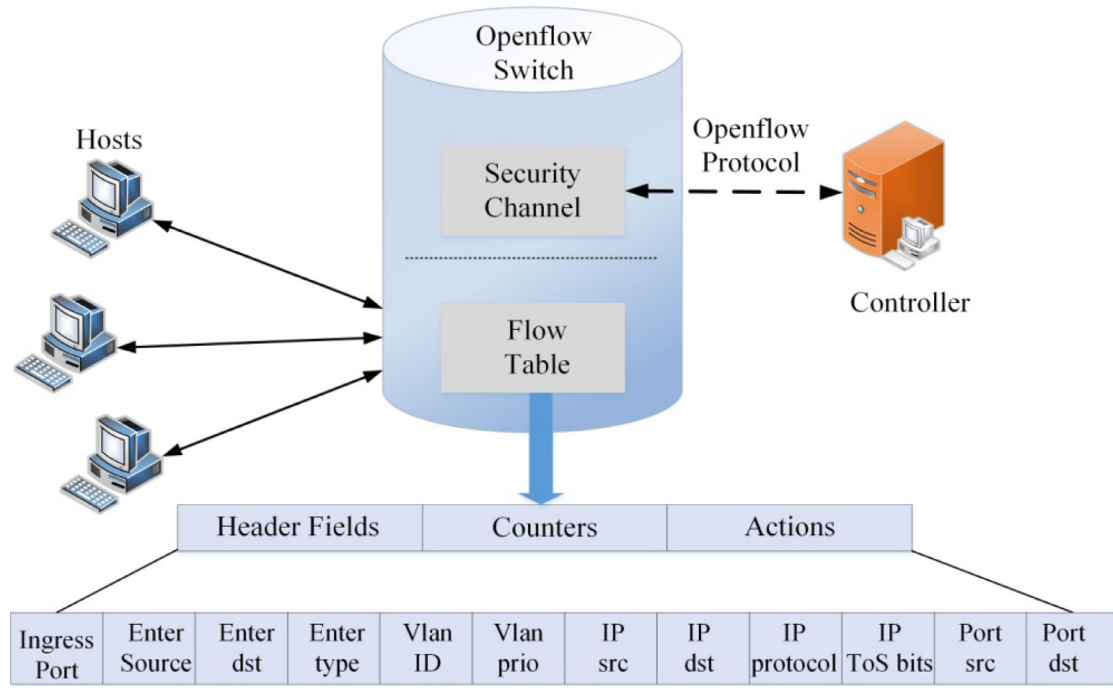 Openflow
Switch
Hosts
Openflow
Protocol
Security
Channel
Controller
Flow
Table
Header Fields
Counters
Actions
Ingress
Port
Enter
Source
Enter
dst
Enter
type
Vlan
ID
Vlan
prio
IP
src
IP
dst
IP
protocol
IP
ToS bits
Port
src
Port
dst